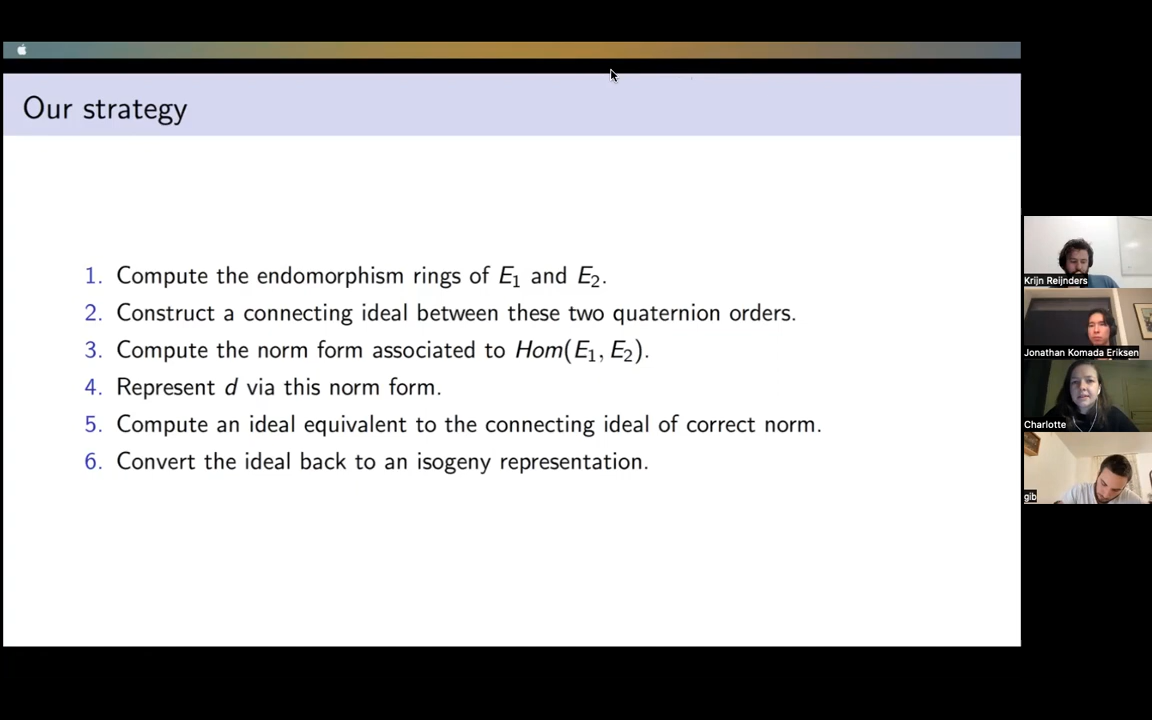 Our strategy
1. Compute the endomorphism rings of E₁ and E₂.
2. Construct a connecting ideal between these two quaternion orders.
3. Compute the norm form associated to Hom(E₁, E₂).
4. Represent d via this norm form.
5. Compute an ideal equivalent to the connecting ideal of correct norm.
6. Convert the ideal back to an isogeny representation.
Krijn Reijnders
Jonathan Komada Eriksen
Charlotte
gib